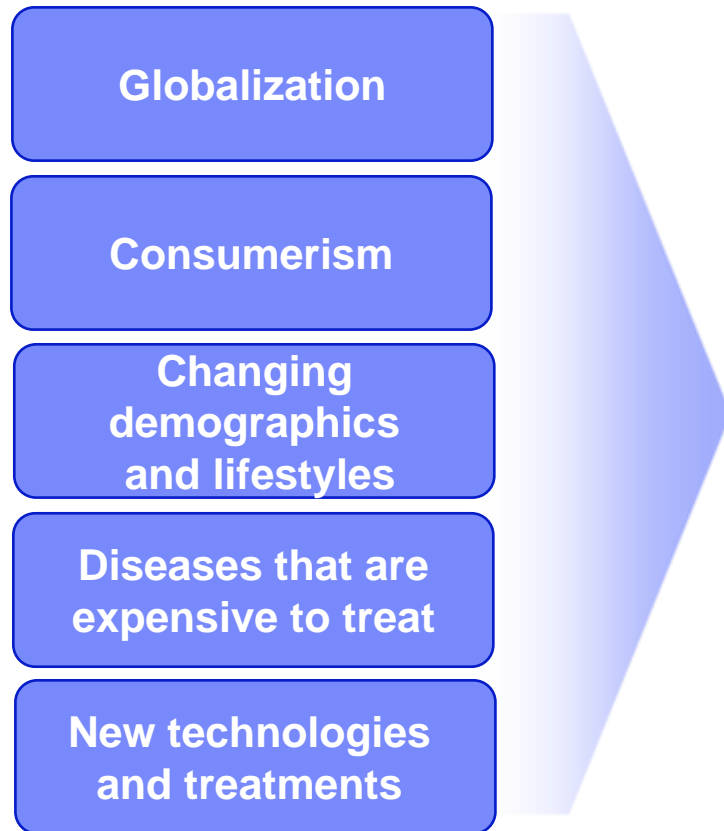 Globalization
Consumerism
Changing
demographics
and lifestyles
Diseases that are
expensive to treat
New technologies
and treatments